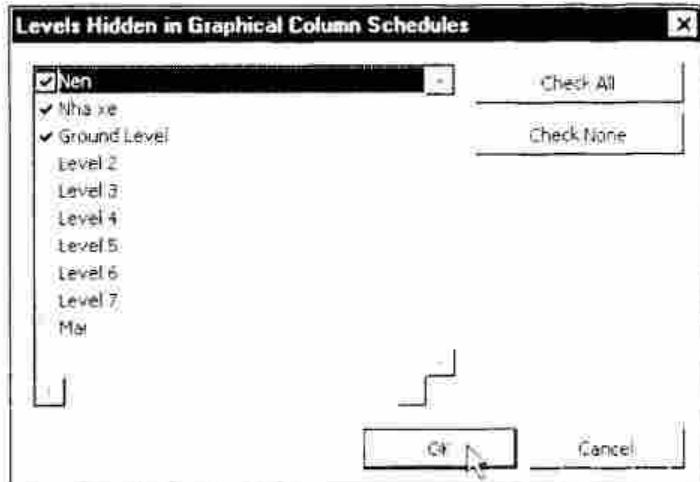 Levels Hidden in Graphical Column Schedules
Nen
Nha xe
Ground Level
Level 2
Level 3
Level 4
Level 5
Level 6
Level 7
Mai
Check All
Check None
OK
Cancel